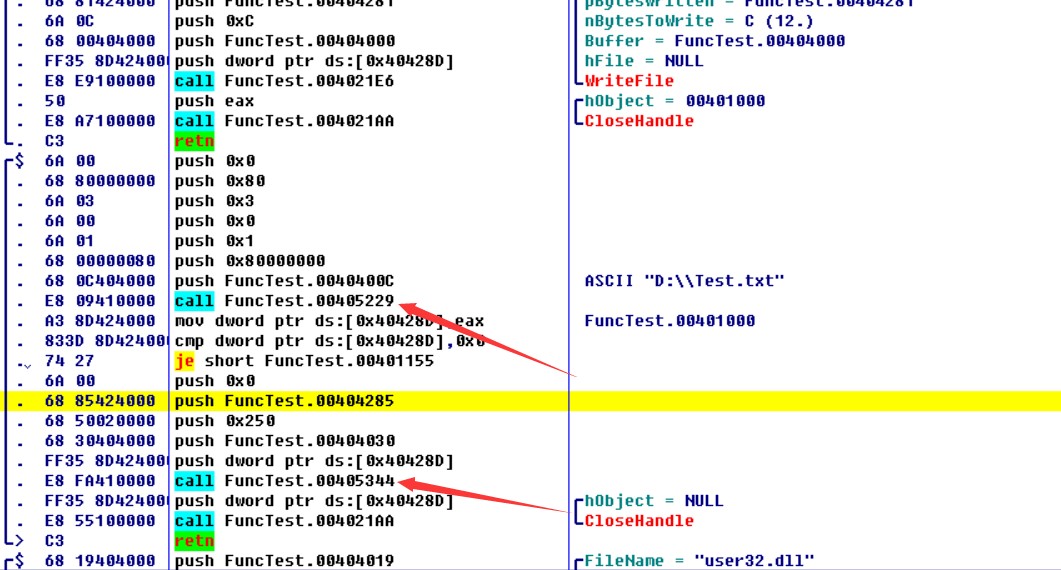 . 68 81424000 push FuncTest.00404281 pBytesWritten = FuncTest.00404281
. 6A 0C push 0xC nBytesToWrite = C (12.)
. 68 00404000 push FuncTest.00404000 Buffer = FuncTest.00404000
. FF35 8D42400 push dword ptr ds:[0x40428D] hFile = NULL
. E8 E9100000 call FuncTest.004021E6 WriteFile
. 50 push eax hObject = 00401000
. E8 A7100000 call FuncTest.004021AA CloseHandle
. C3 retn
$ 6A 00 push 0x0
. 68 80000000 push 0x80
. 6A 03 push 0x3
. 6A 00 push 0x0
. 6A 01 push 0x1
. 68 00000080 push 0x80000000
. 68 0C404000 push FuncTest.0040400C ASCII "D:\\Test.txt"
. E8 09410000 call FuncTest.00405229
. A3 8D424000 mov dword ptr ds:[0x40428D],eax FuncTest.00401000
. 833D 8D42400 cmp dword ptr ds:[0x40428D],0x0
. 74 27 je short FuncTest.00401155
. 6A 00 push 0x0
. 68 85424000 push FuncTest.00404285
. 68 50020000 push 0x250
. 68 30404000 push FuncTest.00404030
. FF35 8D42400 push dword ptr ds:[0x40428D]
. E8 FA410000 call FuncTest.00405344
. FF35 8D42400 push dword ptr ds:[0x40428D] hObject = NULL
. E8 55100000 call FuncTest.004021AA CloseHandle
> C3 retn
$ 68 19404000 push FuncTest.00404019 FileName = "user32.dll"